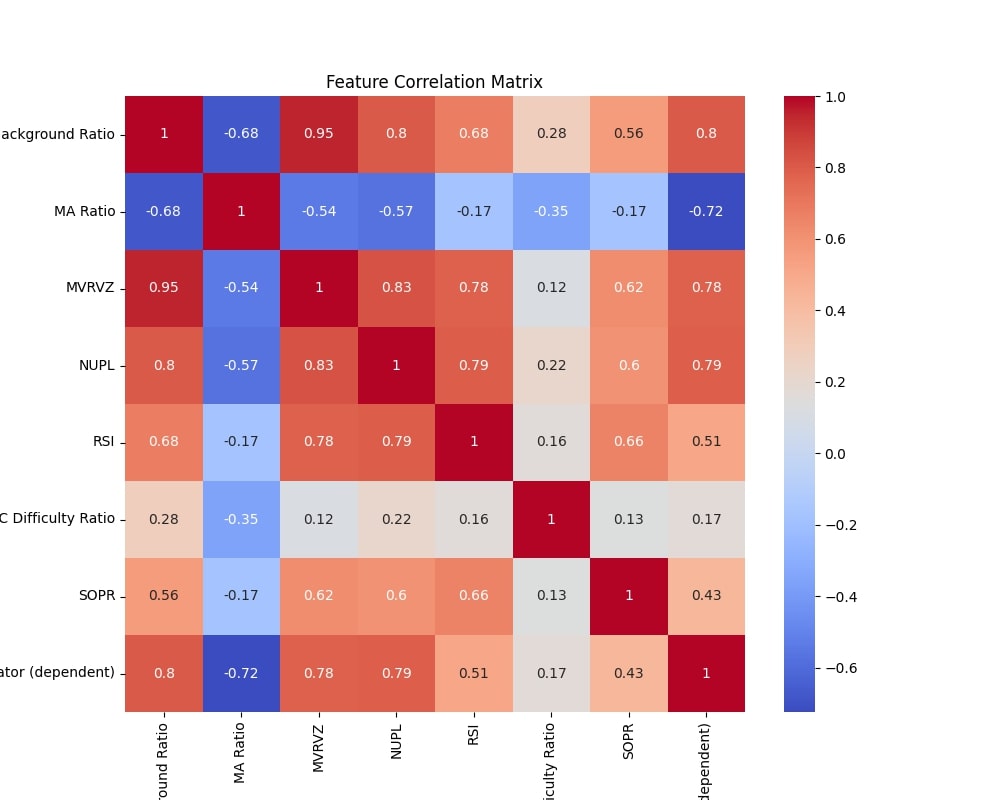 Feature Correlation Matrix
ackground Ratio 1 -0.68 0.95 0.8 0.68 0.28 0.56 0.8
MA Ratio -0.68 1 -0.54 -0.57 -0.17 -0.35 -0.17 -0.72
MVRVZ 0.95 -0.54 1 0.83 0.78 0.12 0.62 0.78
NUPL 0.8 -0.57 0.83 1 0.79 0.22 0.6 0.79
RSI 0.68 -0.17 0.78 0.79 1 0.16 0.66 0.51
C Difficulty Ratio 0.28 -0.35 0.12 0.22 0.16 1 0.13 0.17
SOPR 0.56 -0.17 0.62 0.6 0.66 0.13 1 0.43
ator (dependent) 0.8 -0.72 0.78 0.79 0.51 0.17 0.43 1
round Ratio
MA Ratio
MVRVZ
NUPL
RSI
iculty Ratio
SOPR
dependent)
1.0
0.8
0.6
0.4
0.2
0.0
−0.2
−0.4
−0.6